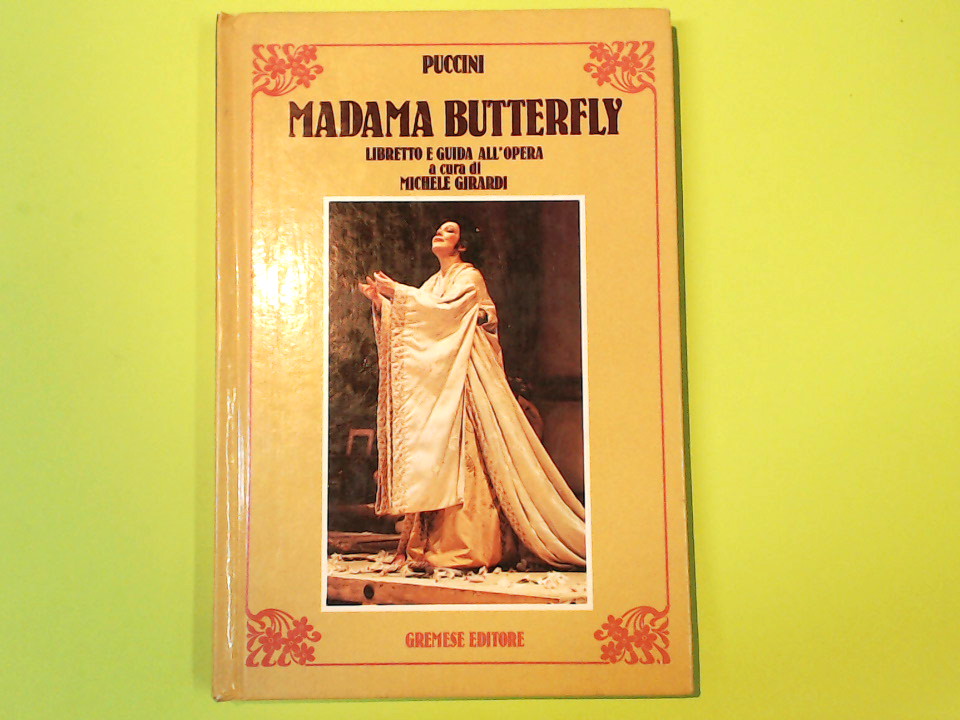 PUCCINI
MADAMA BUTTERFLY
LIBRETTO E GUIDA ALL'OPERA
a cura di
MICHELE GIRARDI
GREMESE EDITORE